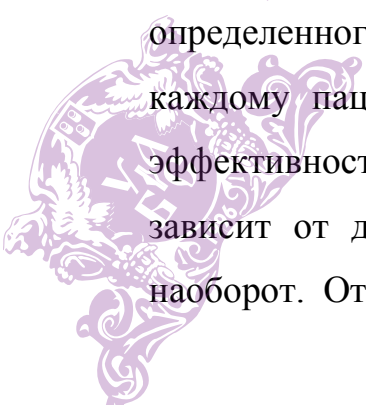 определенног
каждому пац
эффективност
зависит от д
наоборот. От